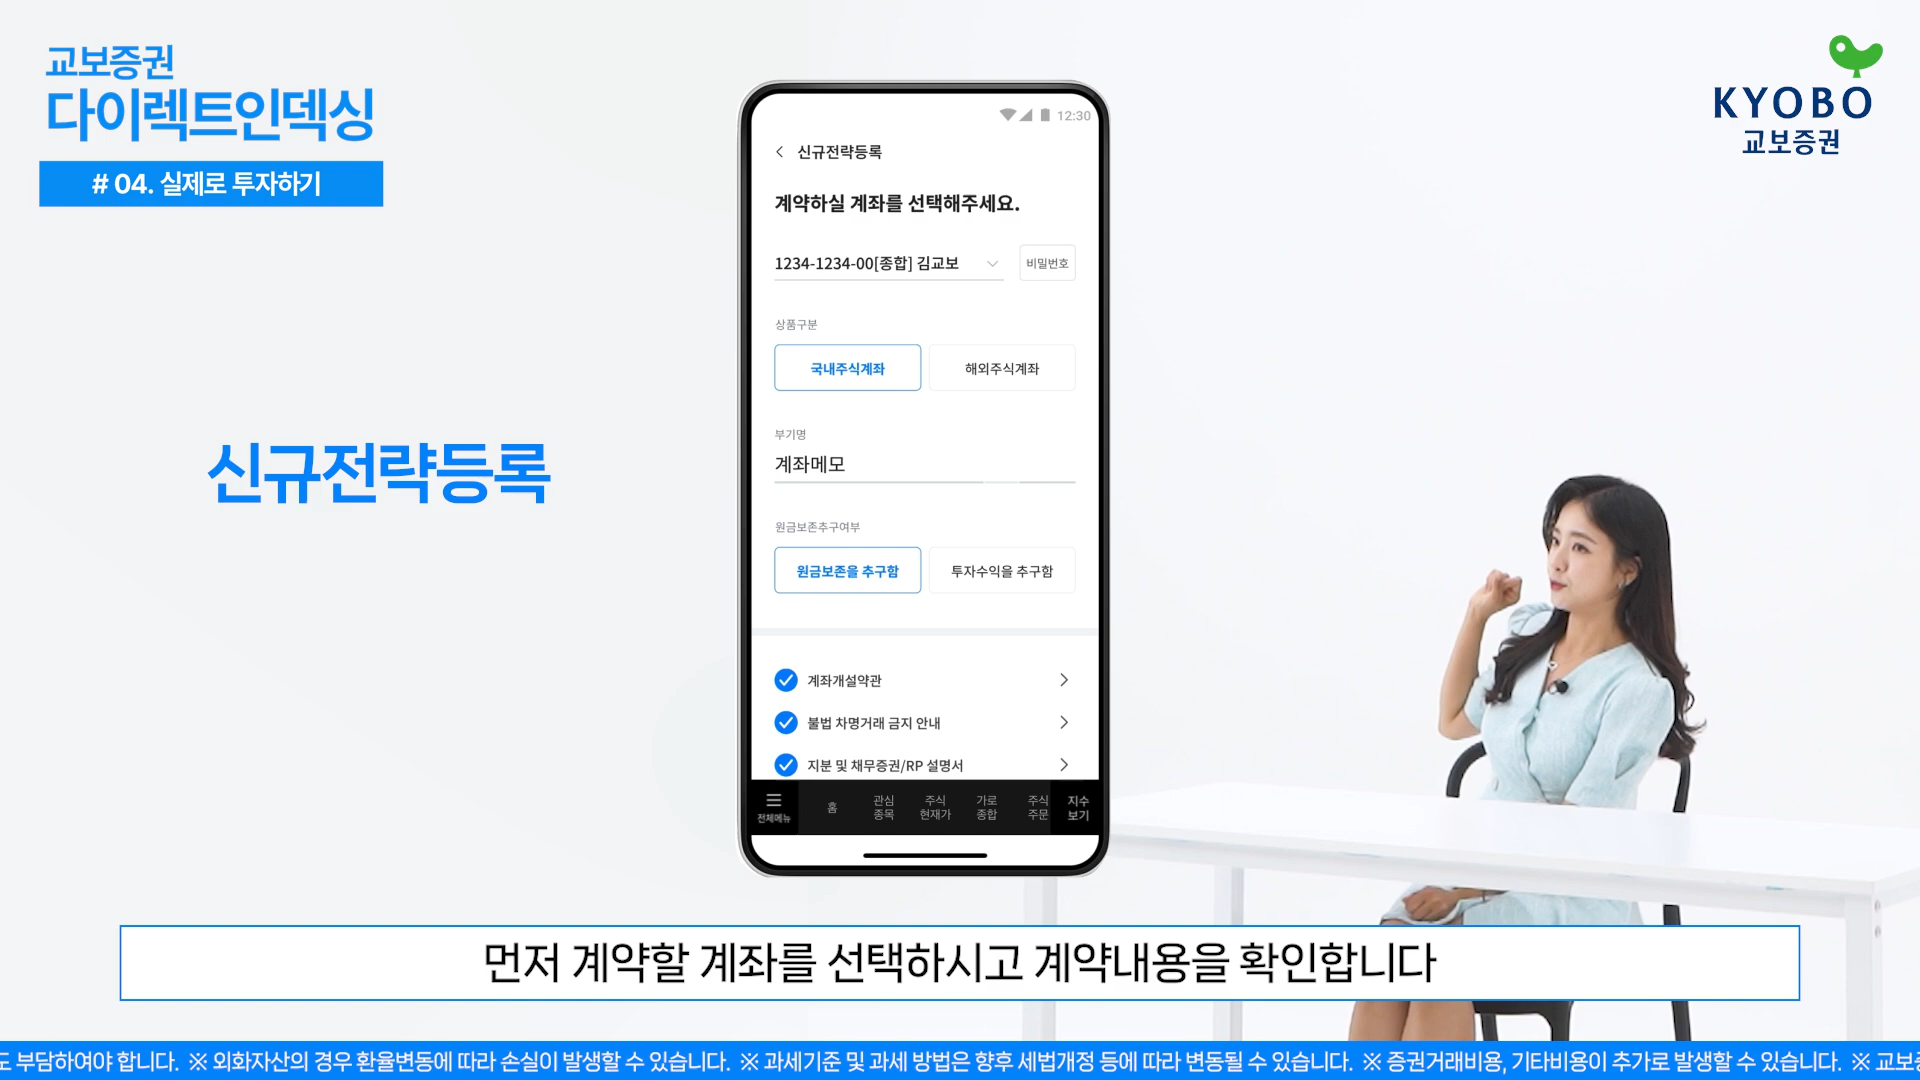 교보증권
다이렉트인덱싱
# 04. 실제로 투자하기
KYOBO
교보증권
신규전략등록
12:30
신규전략등록
계약하실 계좌를 선택해주세요.
1234-1234-00[종합] 김교보
비밀번호
상품구분
국내주식계좌
해외주식계좌
부기명
계좌메모
원금보존추구여부
원금보존을 추구함
투자수익을 추구함
계좌개설약관
불법 차명거래 금지 안내
지분 및 채무증권/RP 설명서
전체메뉴
홈
관심
종목
주식
현재가
가로
종합
주식
주문
지수
보기
먼저 계약할 계좌를 선택하시고 계약내용을 확인합니다
도 부담하여야 합니다. ※ 외화자산의 경우 환율변동에 따라 손실이 발생할 수 있습니다. ※ 과세기준 및 과세 방법은 향후 세법개정 등에 따라 변동될 수 있습니다. ※ 증권거래비용, 기타비용이 추가로 발생할 수 있습니다. ※ 교보증